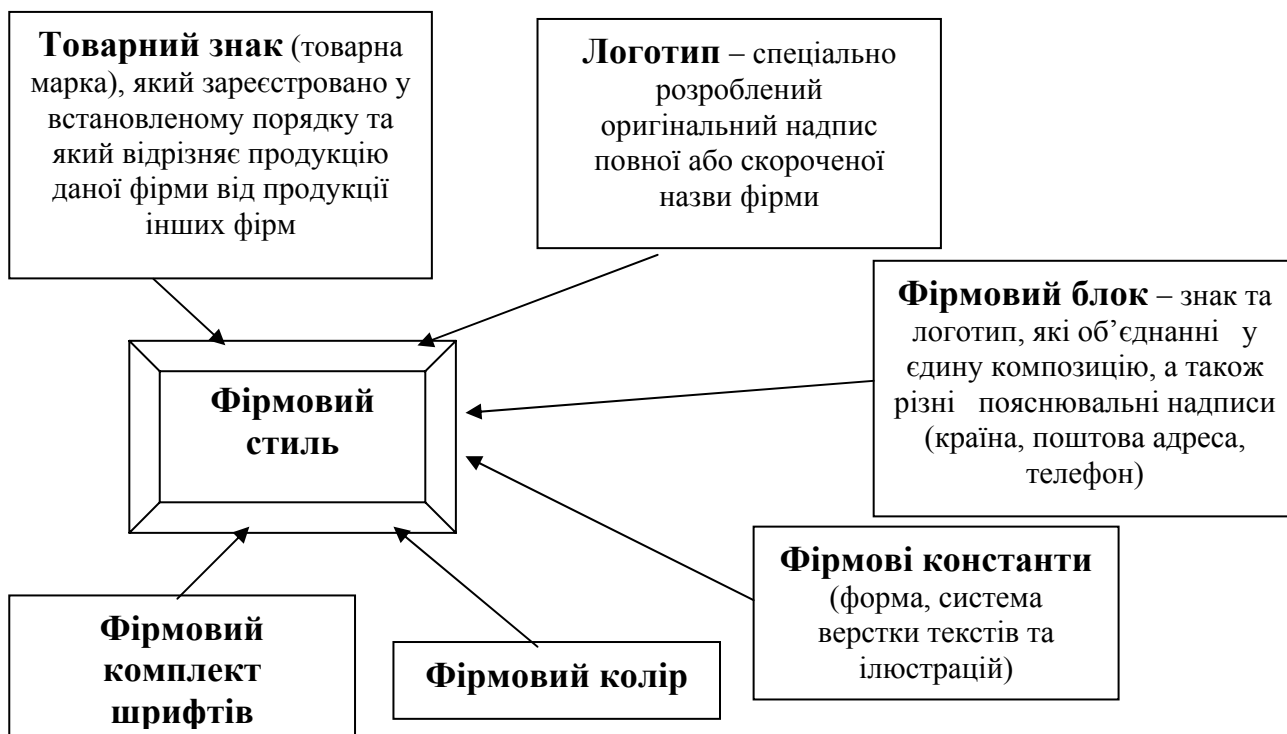 Товарний знак (товарна
марка), який зареєстровано у
встановленому порядку та
який відрізняє продукцію
даної фірми від продукції
інших фірм
Логотип – спеціально
розроблений
оригінальний надпис
повної або скороченої
назви фірми
Фірмовий блок – знак та
логотип, які об’єднанні у
єдину композицію, а також
різні пояснювальні надписи
(країна, поштова адреса,
телефон)
Фірмовий
стиль
Фірмові константи
(форма, система
верстки текстів та
ілюстрацій)
Фірмовий
комплект
шрифтів
Фірмовий колір